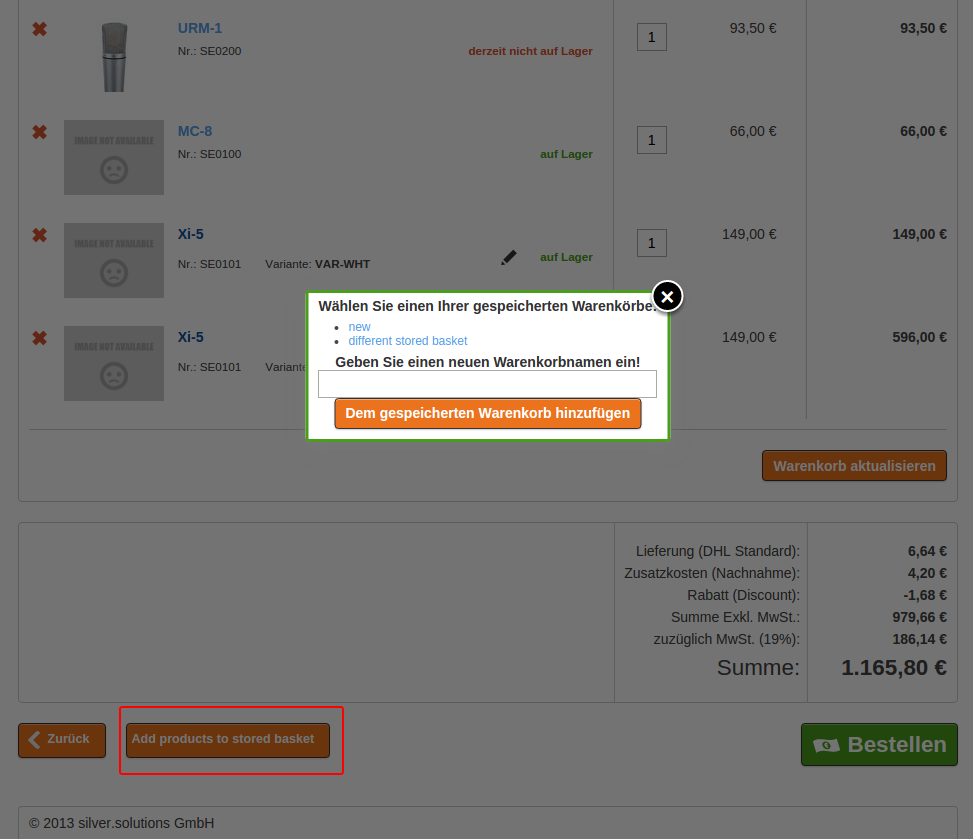 URM-1 93,50 € 93,50 €
Nr.: SE0200 derzeit nicht auf Lager 1
IMAGE NOT AVAILABLE
MC-8 66,00 € 66,00 €
Nr.: SE0100 auf Lager 1
IMAGE NOT AVAILABLE
Xi-5 149,00 € 149,00 €
Nr.: SE0101 Variante: VAR-WHT auf Lager 1
IMAGE NOT AVAILABLE
Xi-5 149,00 € 596,00 €
Nr.: SE0101
Wählen Sie einen Ihrer gespeicherten Warenkörbe
new
different stored basket
Geben Sie einen neuen Warenkorbnamen ein!
Dem gespeicherten Warenkorb hinzufügen
Warenkorb aktualisieren
Lieferung (DHL Standard): 6,64 €
Zusatzkosten (Nachnahme): 4,20 €
Rabatt (Discount): -1,68 €
Summe Exkl. MwSt.: 979,66 €
zuzüglich MwSt. (19%): 186,14 €
Summe: 1.165,80 €
Zurück
Add products to stored basket
Bestellen
© 2013 silver.solutions GmbH